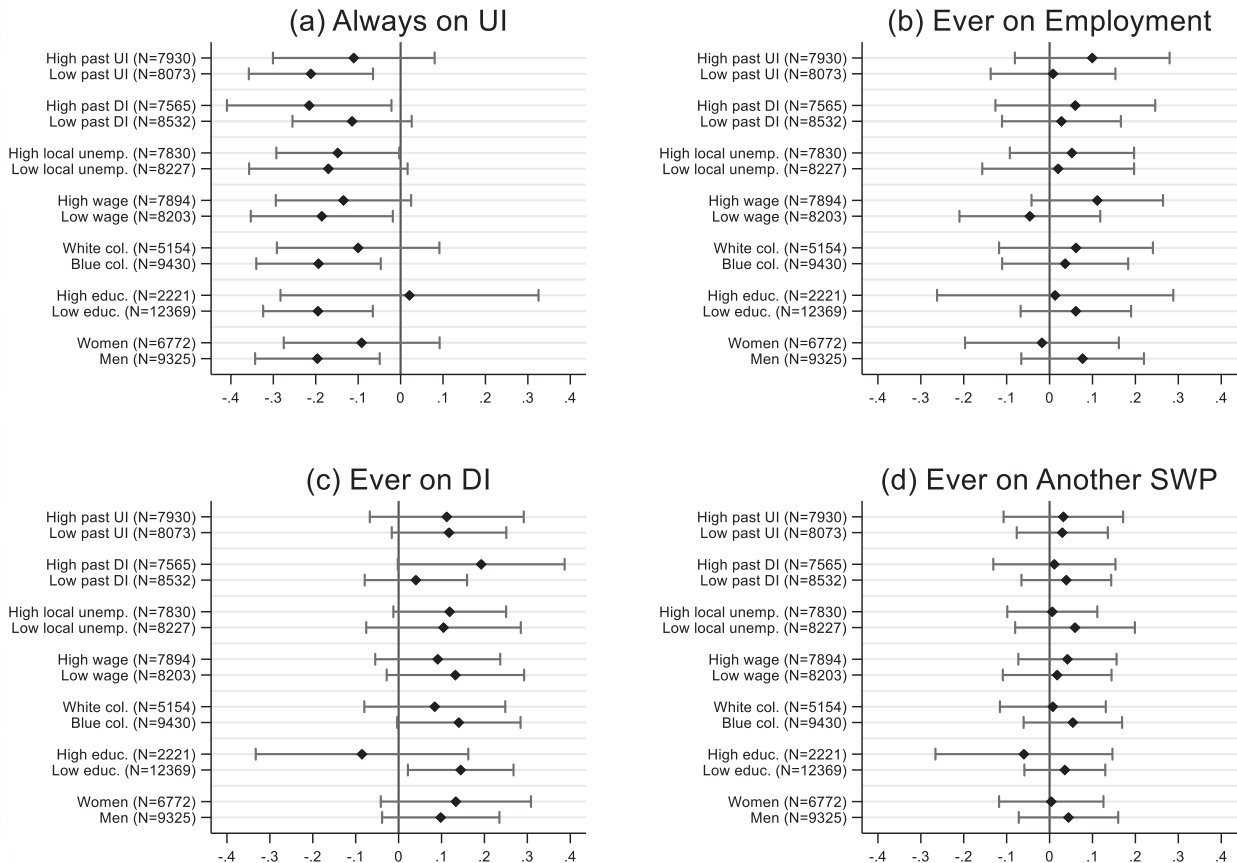 (a) Always on UI
High past UI (N=7930)
Low past UI (N=8073)
High past DI (N=7565)
Low past DI (N=8532)
High local unemp. (N=7830)
Low local unemp. (N=8227)
High wage (N=7894)
Low wage (N=8203)
White col. (N=5154)
Blue col. (N=9430)
High educ. (N=2221)
Low educ. (N=12369)
Women (N=6772)
Men (N=9325)
-.4 -.3 -.2 -.1 0 .1 .2 .3 .4
(b) Ever on Employment
High past UI (N=7930)
Low past UI (N=8073)
High past DI (N=7565)
Low past DI (N=8532)
High local unemp. (N=7830)
Low local unemp. (N=8227)
High wage (N=7894)
Low wage (N=8203)
White col. (N=5154)
Blue col. (N=9430)
High educ. (N=2221)
Low educ. (N=12369)
Women (N=6772)
Men (N=9325)
-.4 -.3 -.2 -.1 0 .1 .2 .3 .4
(c) Ever on DI
High past UI (N=7930)
Low past UI (N=8073)
High past DI (N=7565)
Low past DI (N=8532)
High local unemp. (N=7830)
Low local unemp. (N=8227)
High wage (N=7894)
Low wage (N=8203)
White col. (N=5154)
Blue col. (N=9430)
High educ. (N=2221)
Low educ. (N=12369)
Women (N=6772)
Men (N=9325)
-.4 -.3 -.2 -.1 0 .1 .2 .3 .4
(d) Ever on Another SWP
High past UI (N=7930)
Low past UI (N=8073)
High past DI (N=7565)
Low past DI (N=8532)
High local unemp. (N=7830)
Low local unemp. (N=8227)
High wage (N=7894)
Low wage (N=8203)
White col. (N=5154)
Blue col. (N=9430)
High educ. (N=2221)
Low educ. (N=12369)
Women (N=6772)
Men (N=9325)
-.4 -.3 -.2 -.1 0 .1 .2 .3 .4